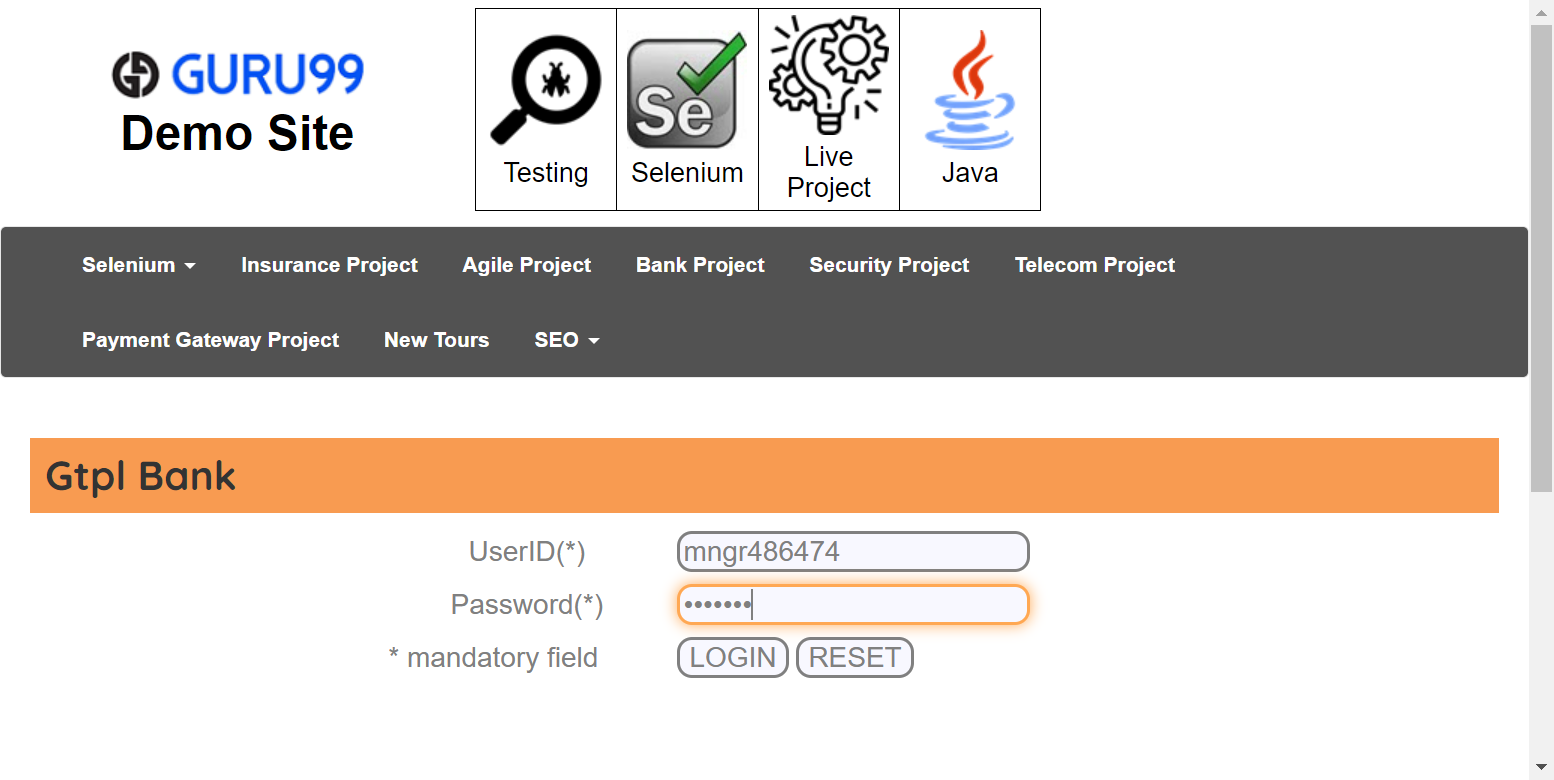 GURU99
Demo Site
Testing
Se
Selenium
Live
Project
Java
Selenium
Insurance Project
Agile Project
Bank Project
Security Project
Telecom Project
Payment Gateway Project
New Tours
SEO
Gtpl Bank
UserID(*)
mngr486474
Password(*)
•••••••
* mandatory field
LOGIN
RESET